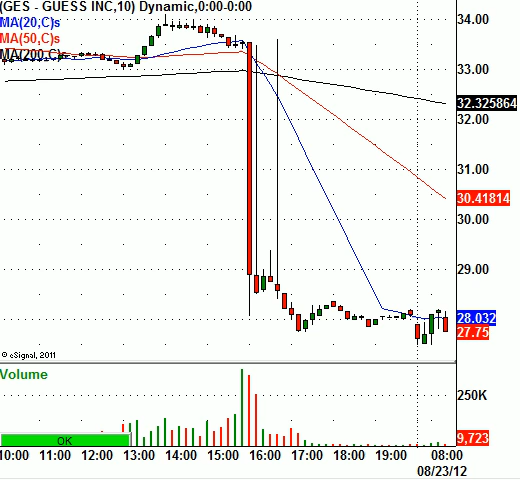 (GES - GUESS INC,10) Dynamic,0:00-0:00
MA(20,C)s
MA(50,C)s
MA(200,C)s
34.00
33.00
32.325864
32.00
31.00
30.41814
30.00
29.00
28.032
27.75
© eSignal, 2011
Volume
250K
9,723
OK
10:00 11:00 12:00 13:00 14:00 15:00 16:00 17:00 18:00 19:00 08:00
08/23/12